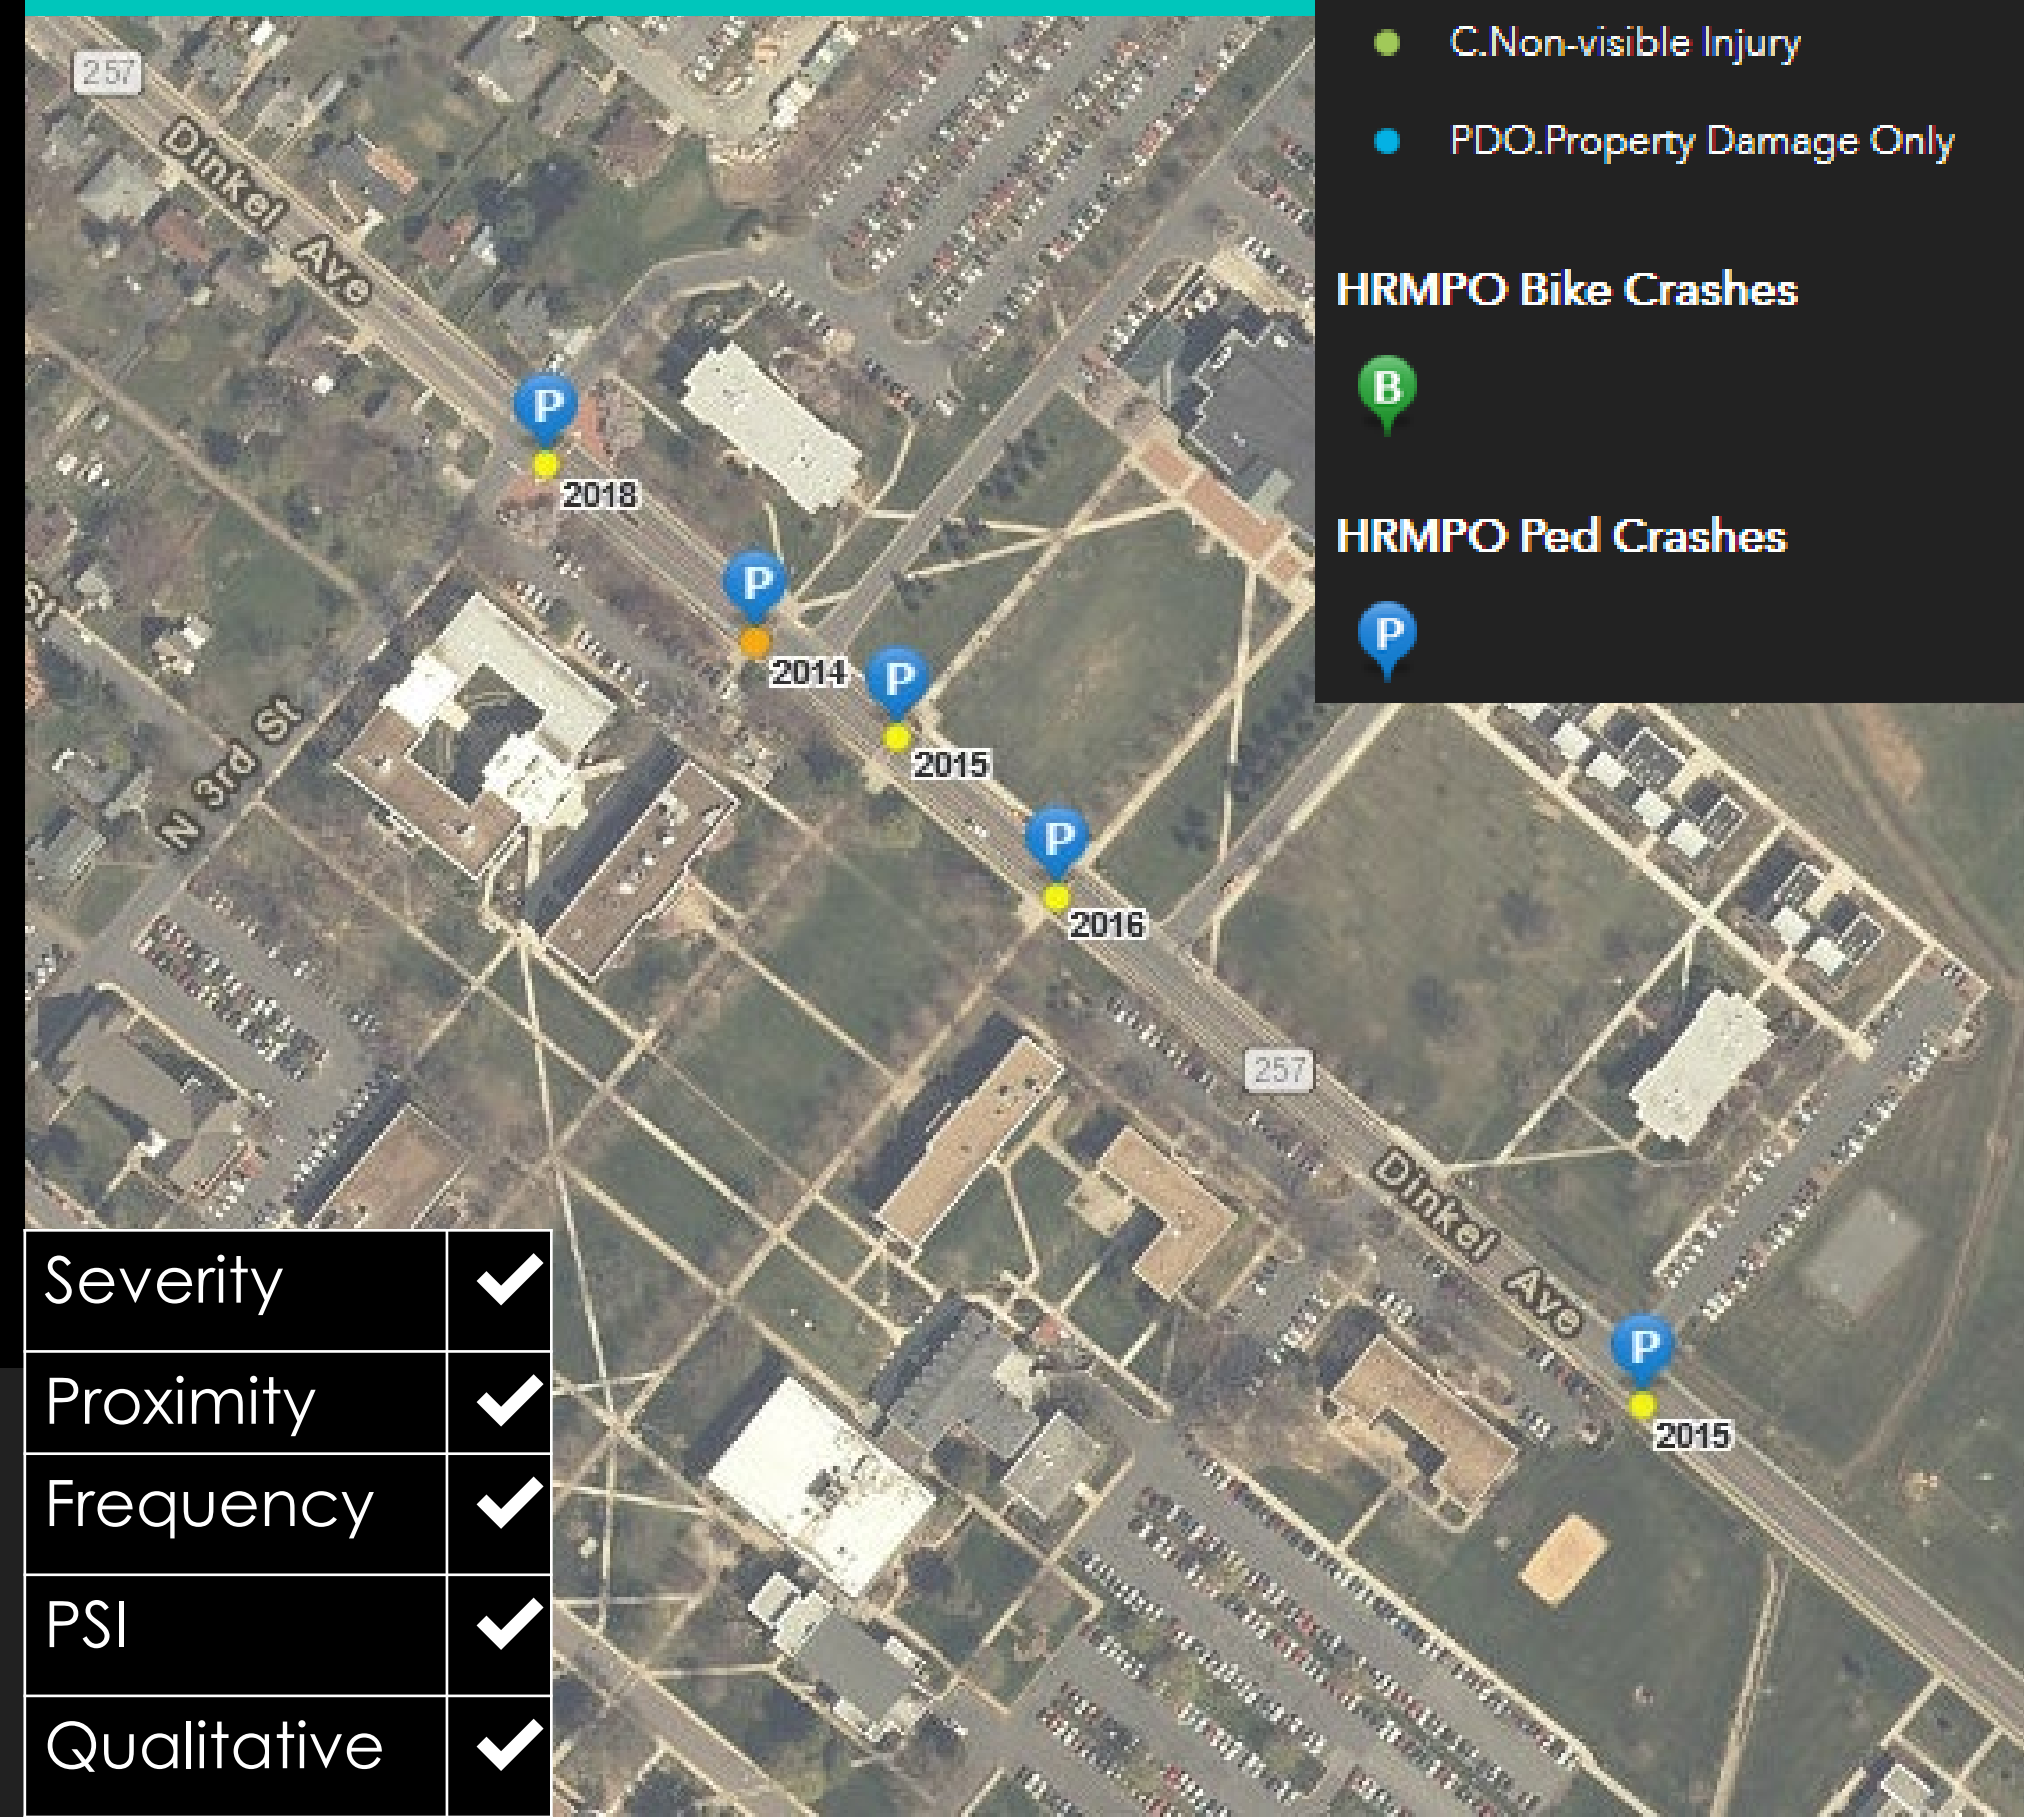 C.Non-visible Injury
PDO.Property Damage Only
HRMPO Bike Crashes
B
HRMPO Ped Crashes
P
257
Dinkel Ave
P
2018
P
2014
P
2015
St
N 3rd St
P
2016
257
Dinkel Ave
P
2015
Severity
Proximity
Frequency
PSI
Qualitative